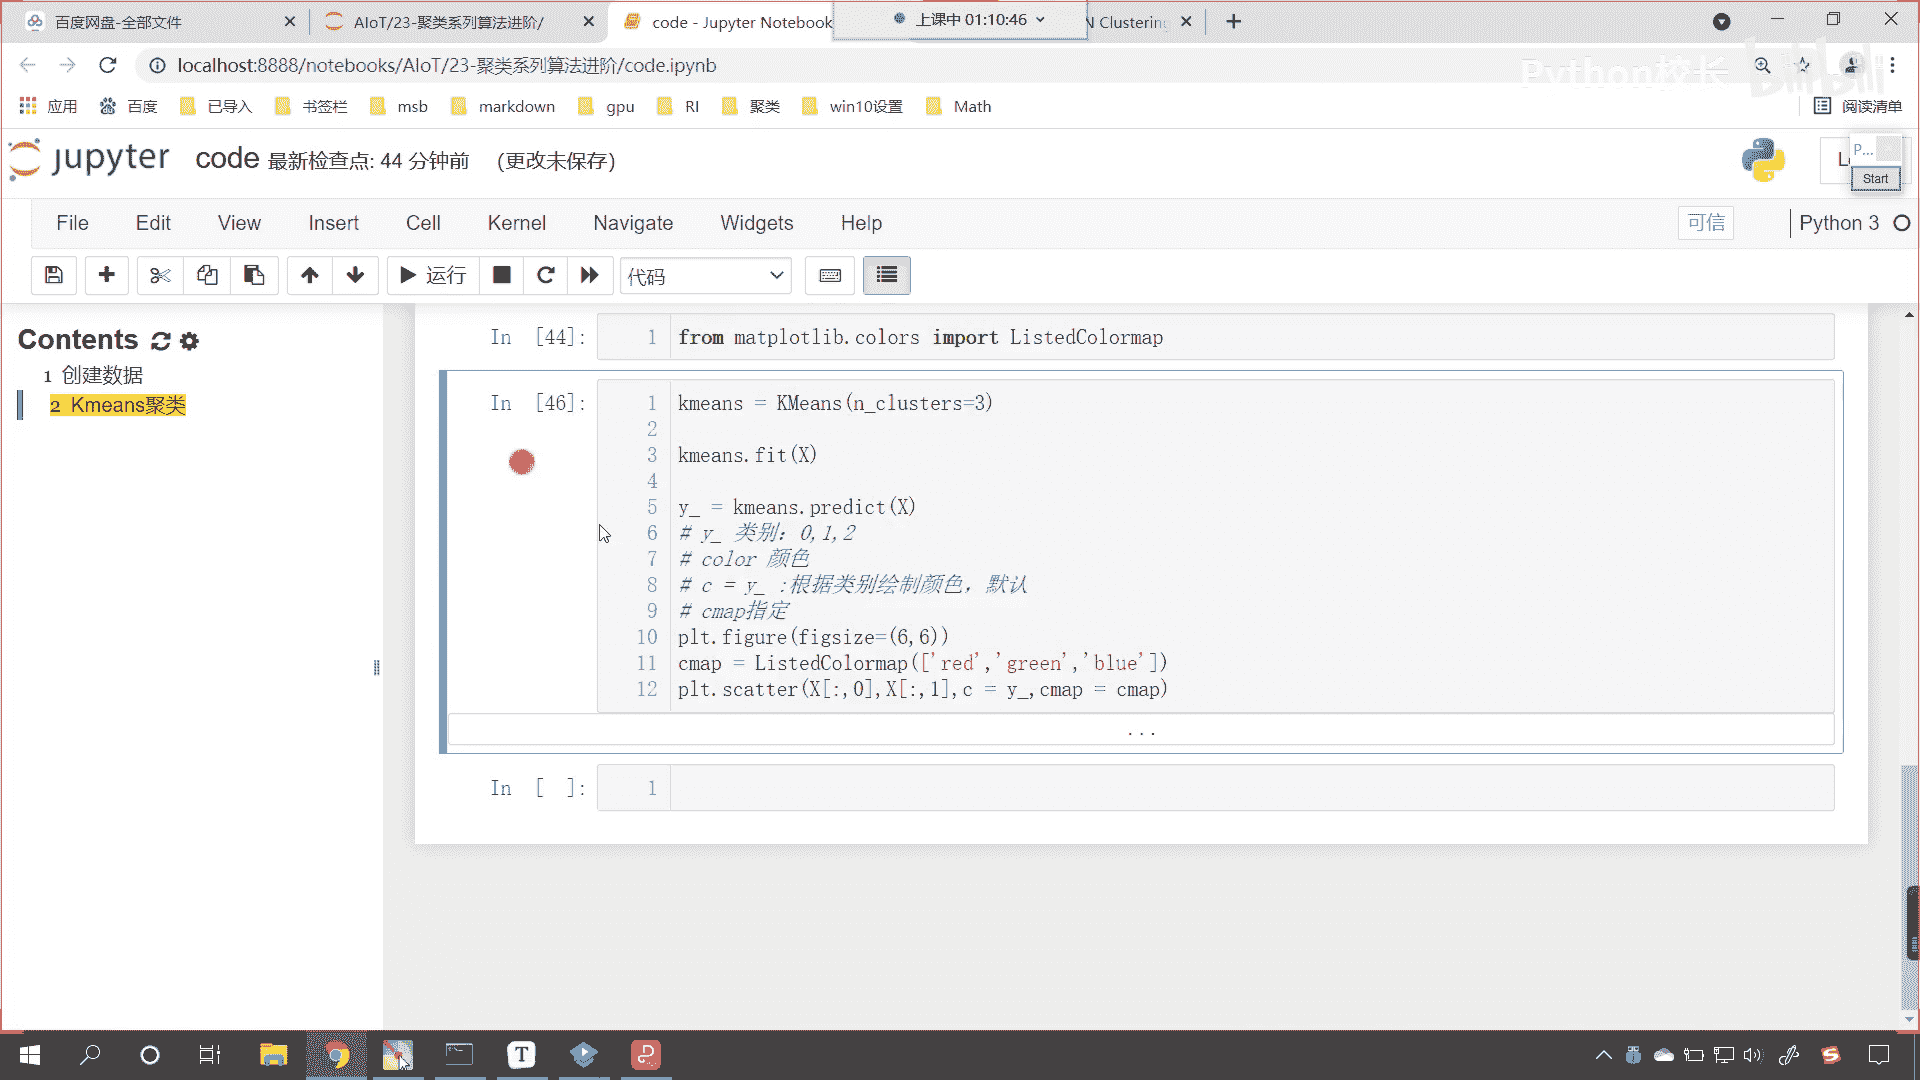 百度网盘-全部文件
AIoT/23-聚类系列算法进阶/
code - Jupyter Notebook
上课中 01:10:46
N Clustering
localhost:8888/notebooks/AIoT/23-聚类系列算法进阶/code.ipynb
Python校长
bilibili
应用
百度
已导入
书签栏
msb
markdown
gpu
RI
聚类
win10设置
Math
阅读清单
jupyter
code 最新检查点: 44 分钟前 (更改未保存)
P...
Start
File Edit View Insert Cell Kernel Navigate Widgets Help
可信
Python 3
运行
代码
Contents
1 创建数据
2 Kmeans聚类
In [44]:
1 from matplotlib.colors import ListedColormap
In [46]:
1 kmeans = KMeans(n_clusters=3)
2
3 kmeans.fit(X)
4
5 y_ = kmeans.predict(X)
6 # y_ 类别：0,1,2
7 # color 颜色
8 # c = y_ :根据类别绘制颜色，默认
9 # cmap指定
10 plt.figure(figsize=(6,6))
11 cmap = ListedColormap(['red','green','blue'])
12 plt.scatter(X[:,0],X[:,1],c = y_,cmap = cmap)
...
In [ ]:
1